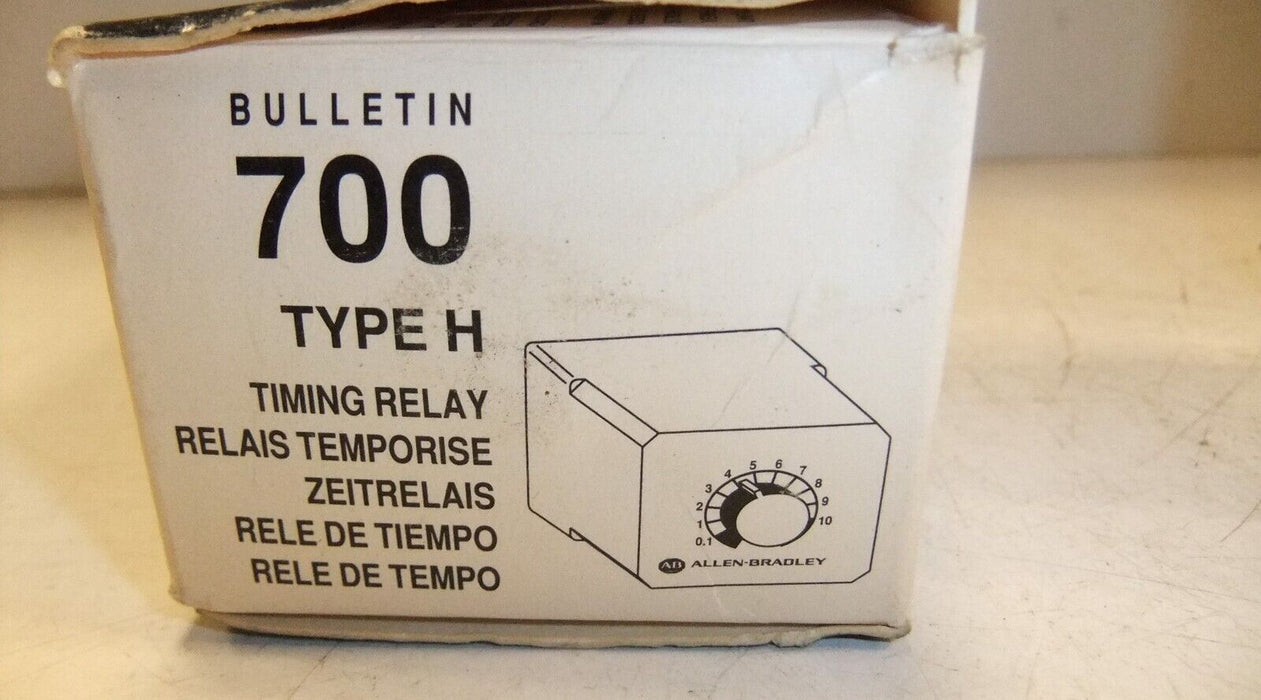 BULLETIN
700
TYPE H
TIMING RELAY
RELAIS TEMPORISE
ZEITRELAIS
RELE DE TIEMPO
RELE DE TEMPO
0.1 1 2 3 4 5 6 7 8 9 10
AB ALLEN-BRADLEY